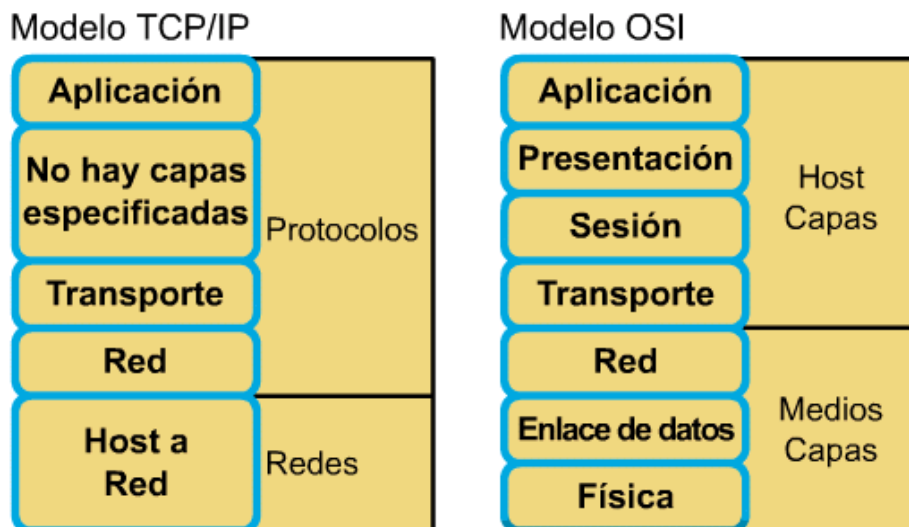 Modelo TCP/IP
Aplicación
No hay capas
especificadas
Transporte
Red
Host a
Red
Protocolos
Redes
Modelo OSI
Aplicación
Presentación
Sesión
Transporte
Red
Enlace de datos
Física
Host
Capas
Medios
Capas